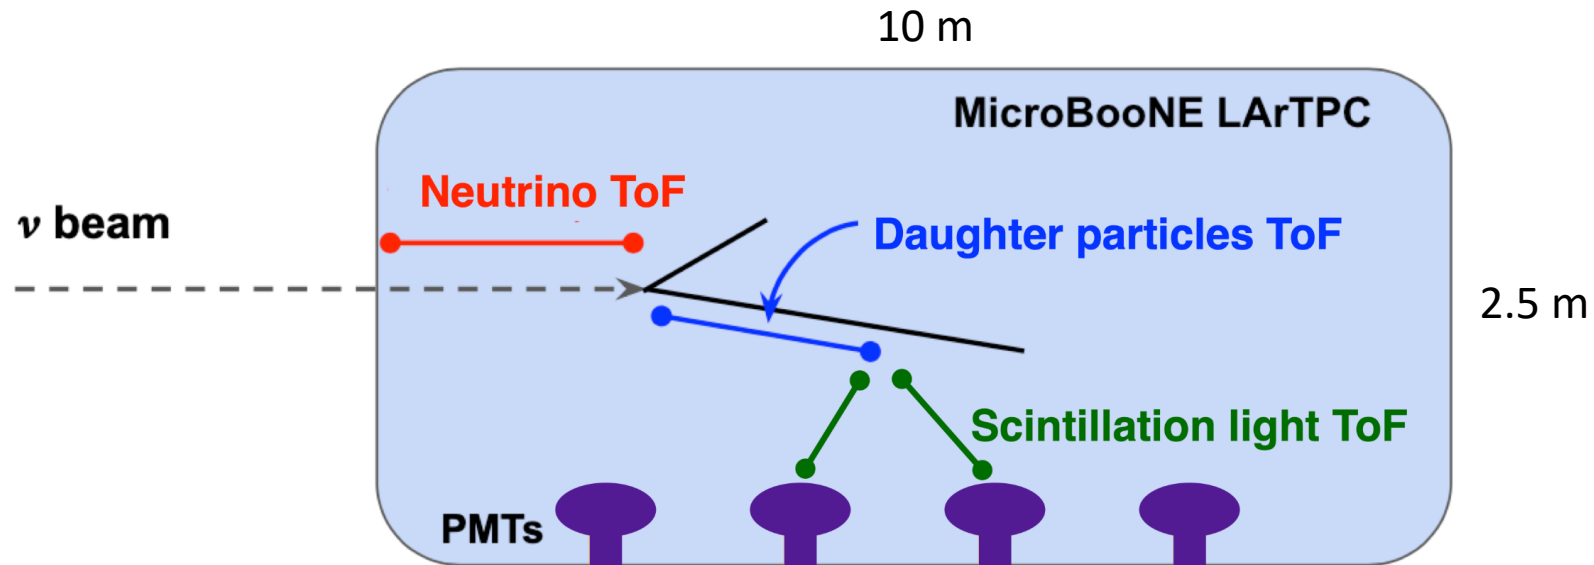 10 m
MicroBooNE LArTPC
Neutrino ToF
ν beam
Daughter particles ToF
2.5 m
Scintillation light ToF
PMTs